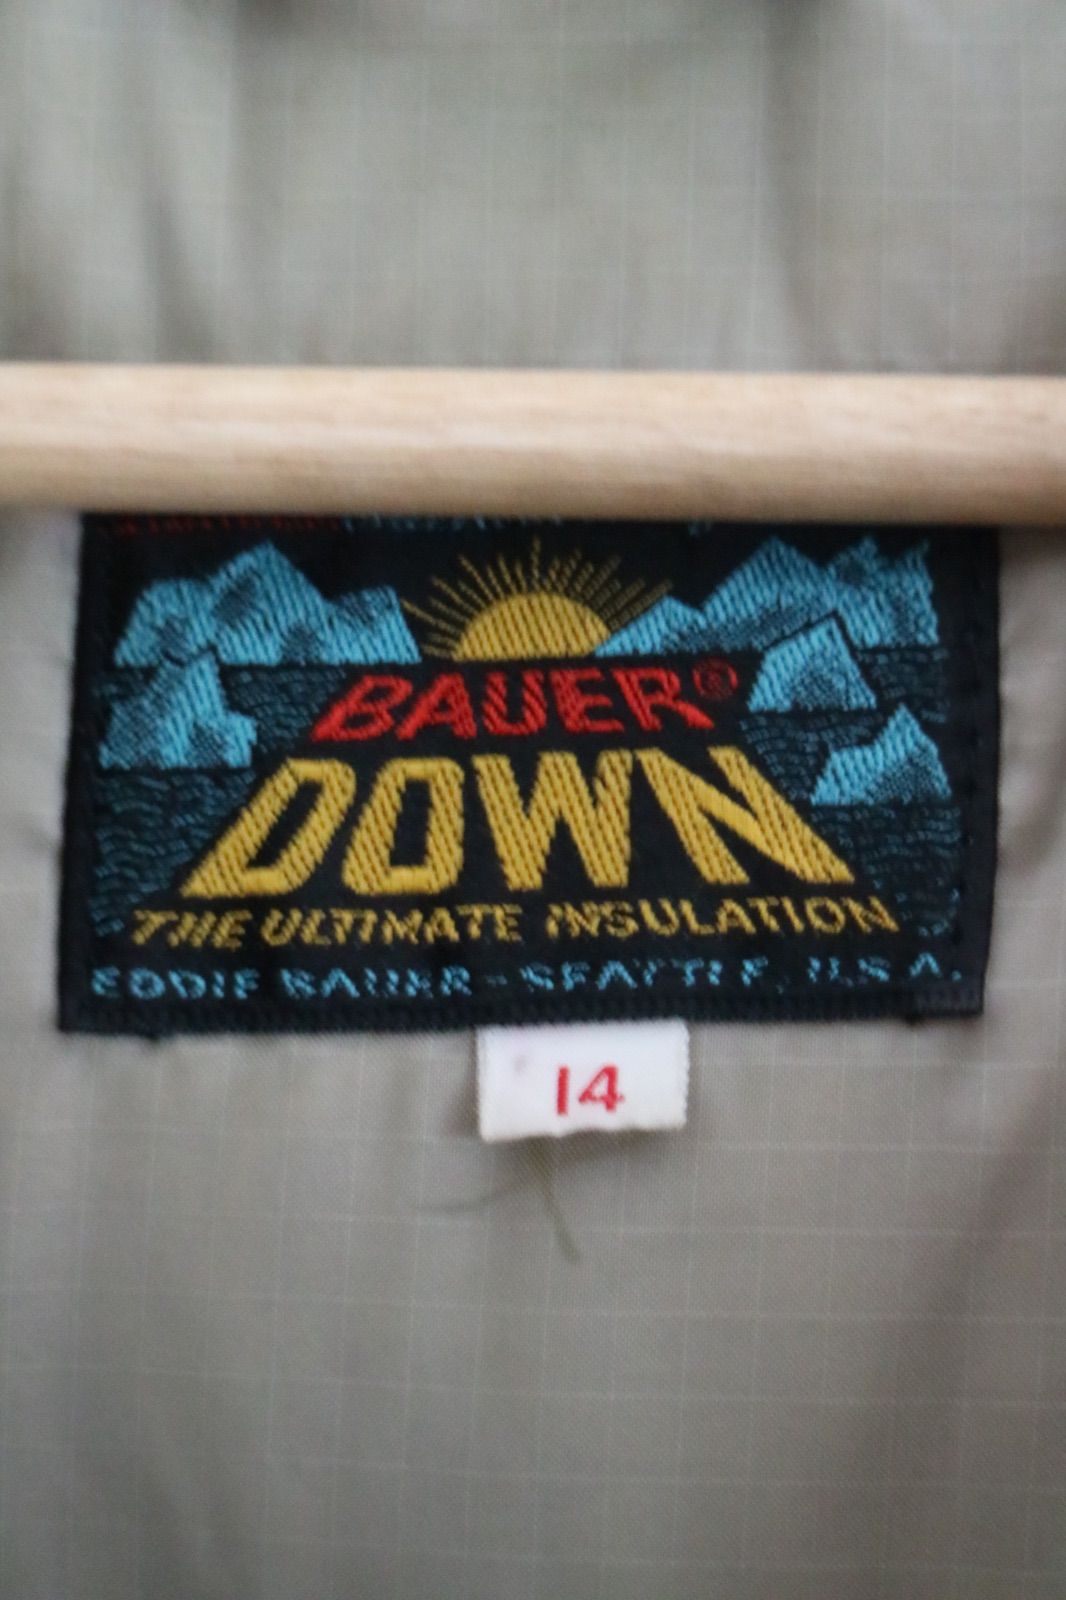 BAUER®
DOWN
THE ULTIMATE INSULATION
EDDIE BAUER - SEATTLE, U.S.A.
14